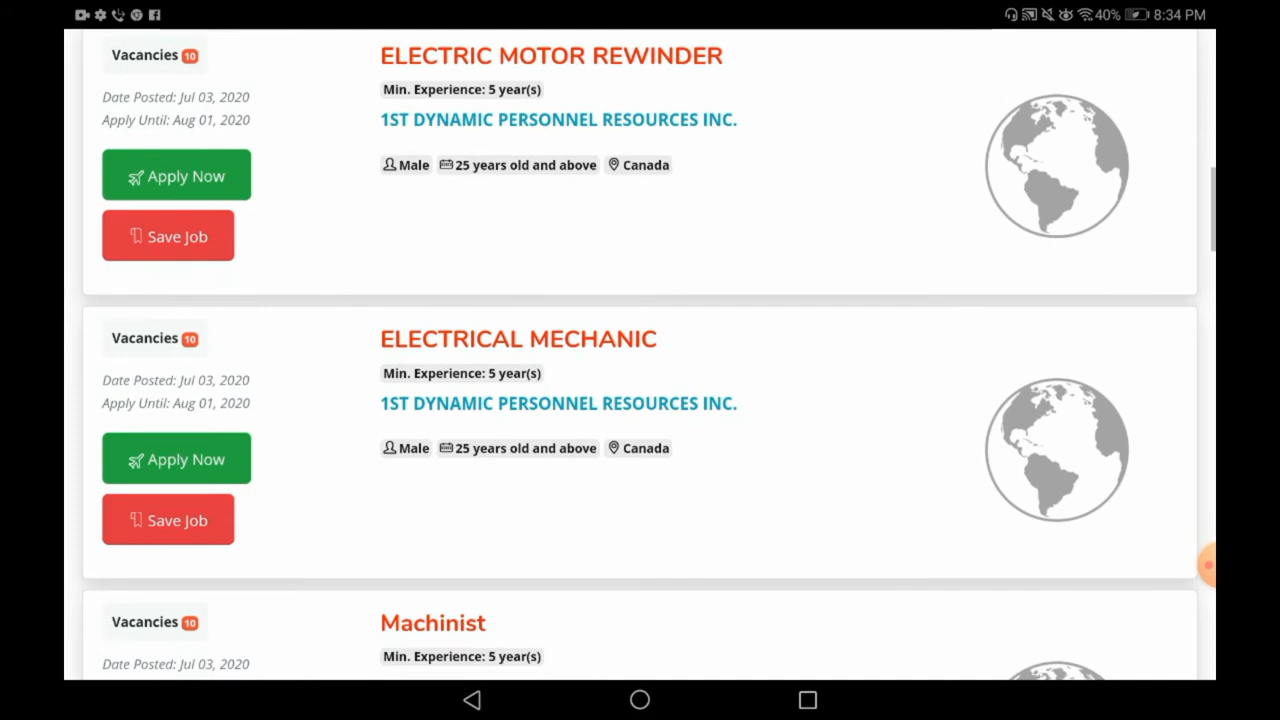 40% 8:34 PM
Vacancies 10
ELECTRIC MOTOR REWINDER
Min. Experience: 5 year(s)
Date Posted: Jul 03, 2020
Apply Until: Aug 01, 2020
1ST DYNAMIC PERSONNEL RESOURCES INC.
Male 25 years old and above Canada
Apply Now
Save Job
Vacancies 10
ELECTRICAL MECHANIC
Min. Experience: 5 year(s)
Date Posted: Jul 03, 2020
Apply Until: Aug 01, 2020
1ST DYNAMIC PERSONNEL RESOURCES INC.
Male 25 years old and above Canada
Apply Now
Save Job
Vacancies 10
Machinist
Min. Experience: 5 year(s)
Date Posted: Jul 03, 2020